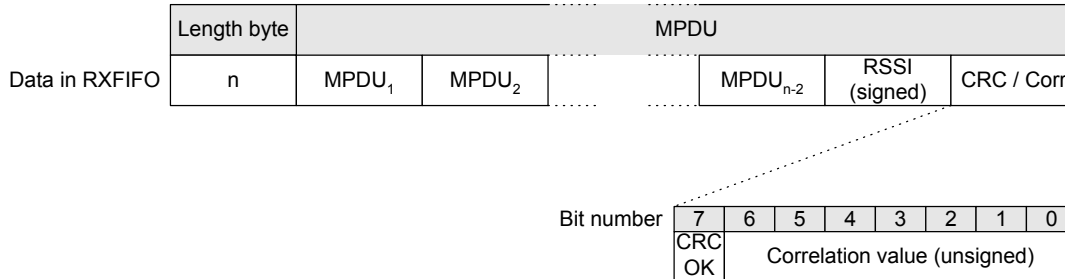 Length byte MPDU
Data in RXFIFO n MPDU₁ MPDU₂ MPDUₙ₋₂ RSSI (signed) CRC / Corr
Bit number 7 6 5 4 3 2 1 0
CRC OK Correlation value (unsigned)